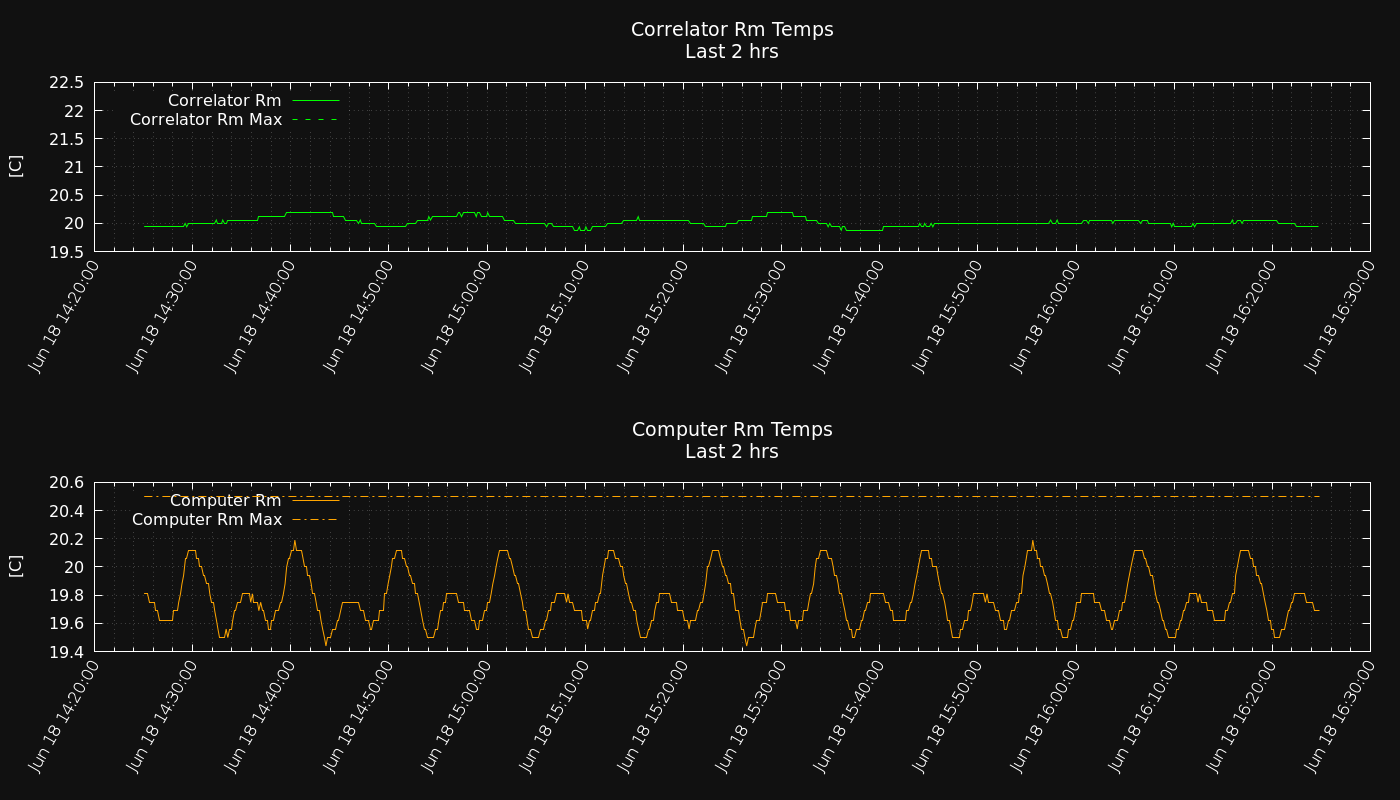 Correlator Rm Temps
Last 2 hrs
22.5
22
21.5
21
20.5
20
19.5
[C]
Correlator Rm
Correlator Rm Max
Jun 18 14:20:00
Jun 18 14:30:00
Jun 18 14:40:00
Jun 18 14:50:00
Jun 18 15:00:00
Jun 18 15:10:00
Jun 18 15:20:00
Jun 18 15:30:00
Jun 18 15:40:00
Jun 18 15:50:00
Jun 18 16:00:00
Jun 18 16:10:00
Jun 18 16:20:00
Jun 18 16:30:00
Computer Rm Temps
Last 2 hrs
20.6
20.4
20.2
20
19.8
19.6
19.4
[C]
Computer Rm
Computer Rm Max
Jun 18 14:20:00
Jun 18 14:30:00
Jun 18 14:40:00
Jun 18 14:50:00
Jun 18 15:00:00
Jun 18 15:10:00
Jun 18 15:20:00
Jun 18 15:30:00
Jun 18 15:40:00
Jun 18 15:50:00
Jun 18 16:00:00
Jun 18 16:10:00
Jun 18 16:20:00
Jun 18 16:30:00